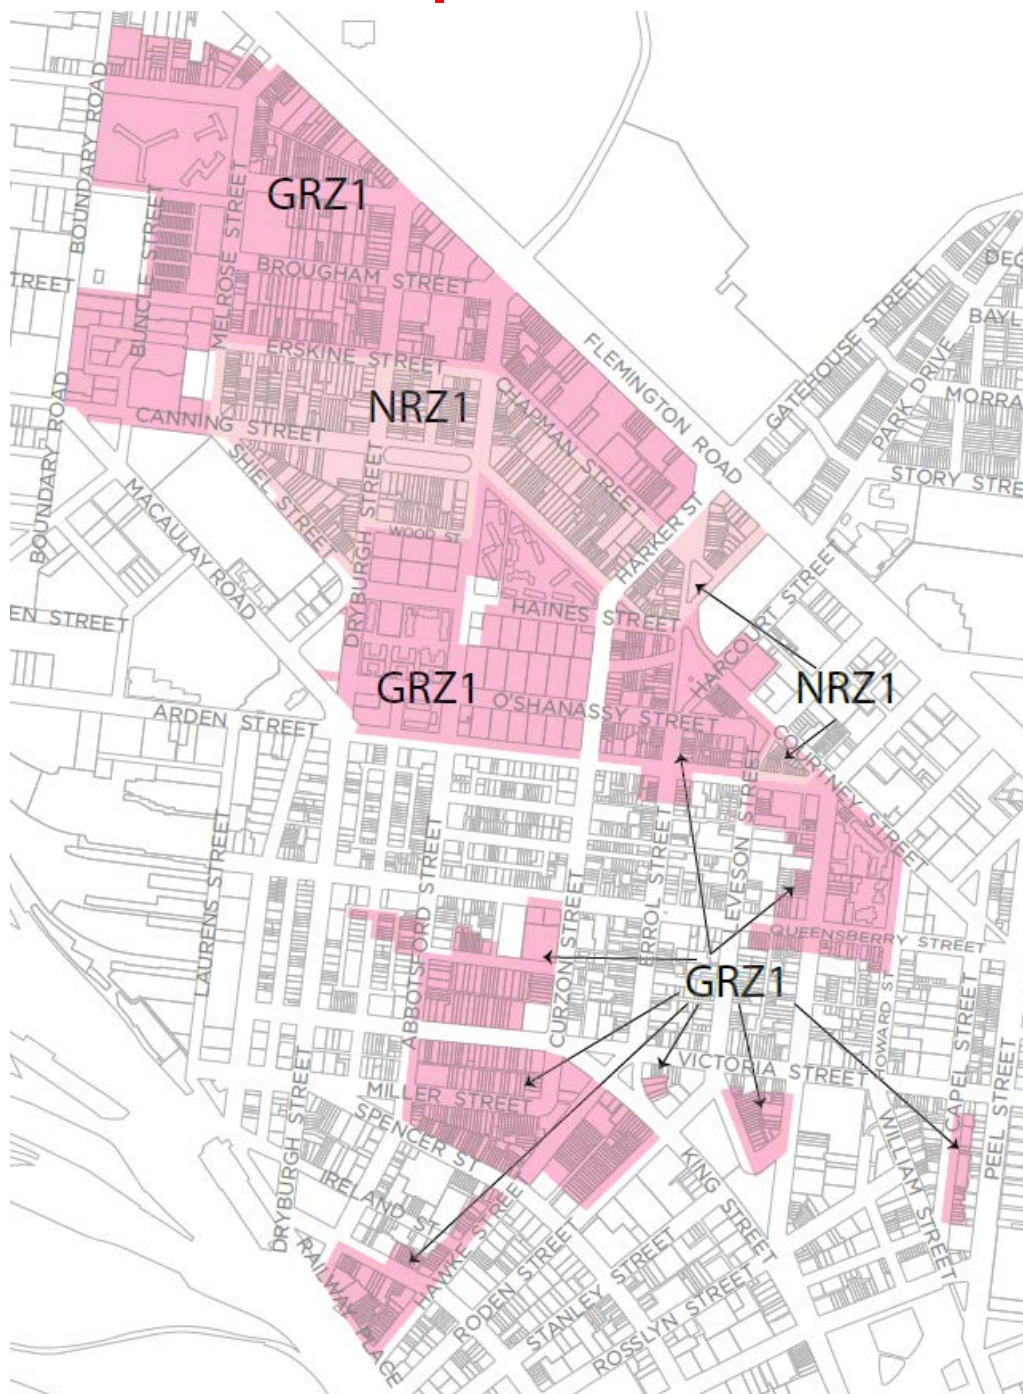 BOUNDARY ROAD
GRZ1
BUNCLE STREET
MELROSE STREET
BROUGHAM STREET
TREET
ERSKINE STREET
FLEMINGTON ROAD
GATEHOUSE STREET
PARK DRIVE
DEG
BAYL
MORRA
STORY STRE
NRZ1
CHAPMAN STREET
CANNING STREET
SHIEL STREET
DRYBURGH STREET
WOOD ST
BOUNDARY ROAD
MACAULAY ROAD
HARKER ST
HAINES STREET
HARCOURT STREET
EN STREET
GRZ1
O'SHANASSY STREET
NRZ1
ARDEN STREET
COURTNEY STREET
LAURENS STREET
ABBOTSFORD STREET
CURZON STREET
ERROL STREET
EVESON STREET
QUEENSBERRY STREET
GRZ1
OWARD ST
CAPEL STREET
PEEL STREET
VICTORIA STREET
MILLER STREET
SPENCER ST
DRYBURGH STREET
IRELAND ST
HAWKE STREE
RAILWAY PLACE
RODEN STREET
STANLEY STREET
ROSSLYN STREET
KING STREET
WILLIAM STREET